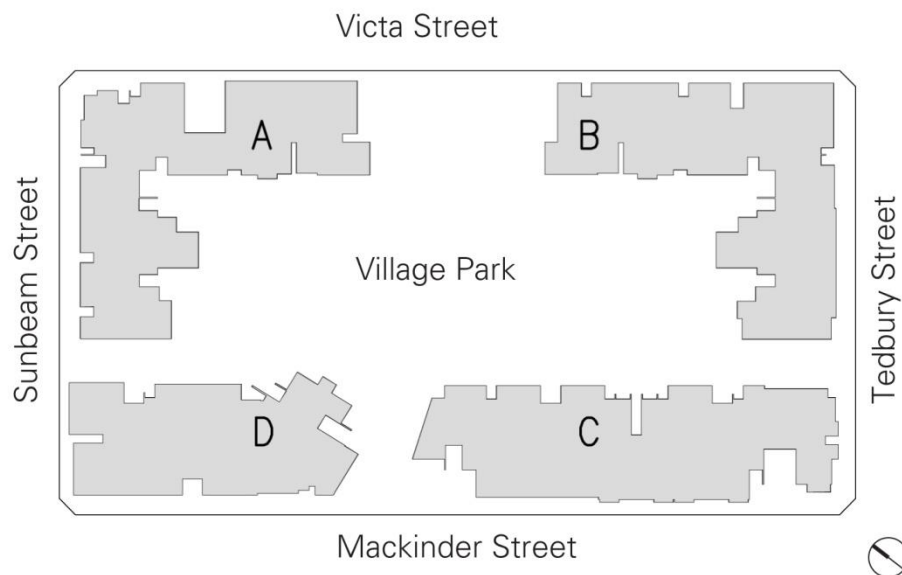 Victa Street
A
B
Sunbeam Street
Village Park
Tedbury Street
D
C
Mackinder Street